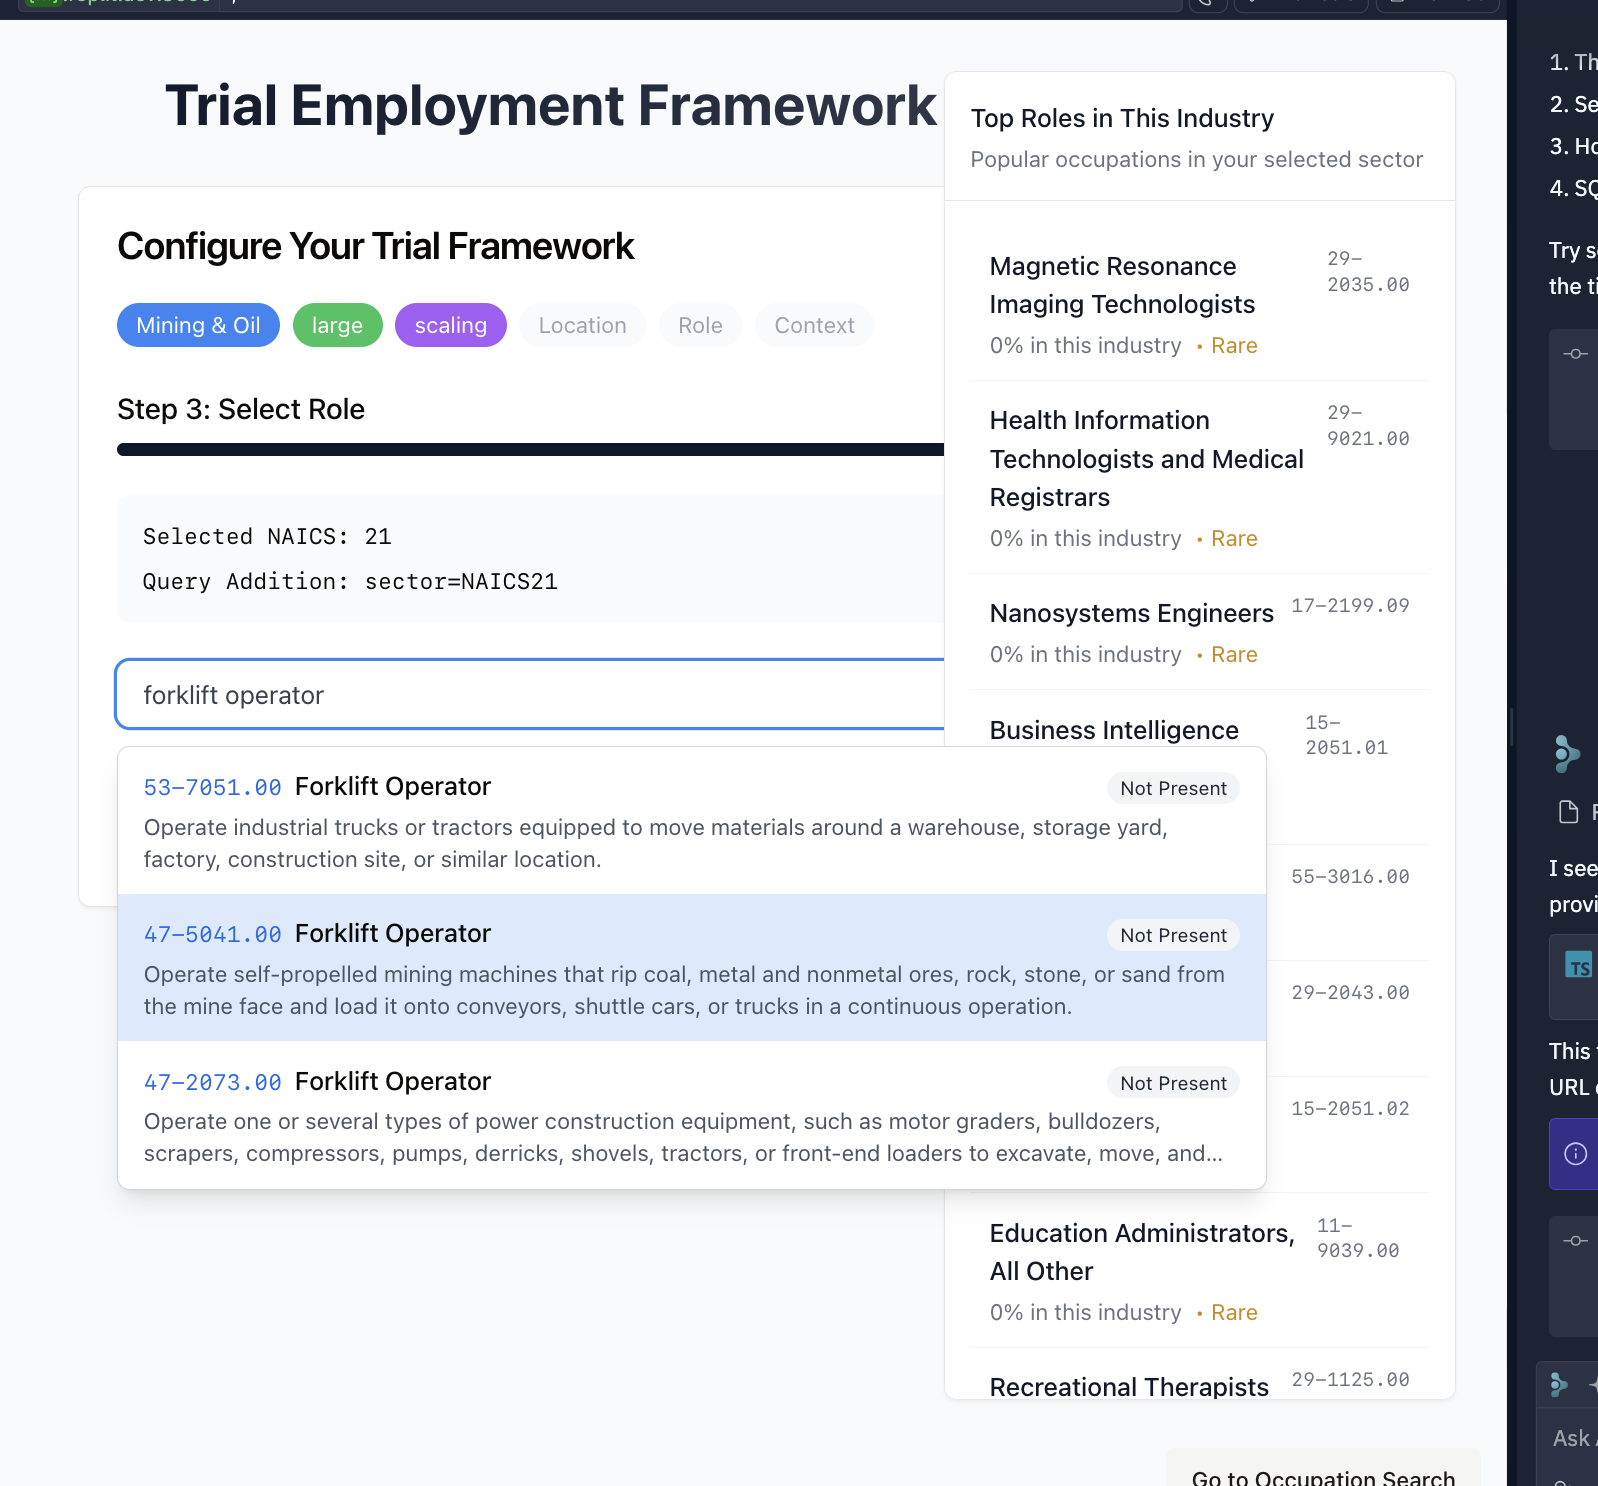 Trial Employment Framework
Configure Your Trial Framework
Mining & Oil
large
scaling
Location
Role
Context
Step 3: Select Role
Selected NAICS: 21
Query Addition: sector=NAICS21
forklift operator
53-7051.00 Forklift Operator
Not Present
Operate industrial trucks or tractors equipped to move materials around a warehouse, storage yard,
factory, construction site, or similar location.
47-5041.00 Forklift Operator
Not Present
Operate self-propelled mining machines that rip coal, metal and nonmetal ores, rock, stone, or sand from
the mine face and load it onto conveyors, shuttle cars, or trucks in a continuous operation.
47-2073.00 Forklift Operator
Not Present
Operate one or several types of power construction equipment, such as motor graders, bulldozers,
scrapers, compressors, pumps, derricks, shovels, tractors, or front-end loaders to excavate, move, and...
Top Roles in This Industry
Popular occupations in your selected sector
Magnetic Resonance
Imaging Technologists
29-
2035.00
0% in this industry • Rare
Health Information
Technologists and Medical
Registrars
29-
9021.00
0% in this industry • Rare
Nanosystems Engineers
17-2199.09
0% in this industry • Rare
Business Intelligence
15-
2051.01
55-3016.00
29-2043.00
15-2051.02
Education Administrators,
All Other
11-
9039.00
0% in this industry • Rare
Recreational Therapists
29-1125.00
Go to Occupation Search
1. Th
2. Se
3. Ho
4. SQ
Try s
the ti
I see
provi
TS
This
URL
Ask